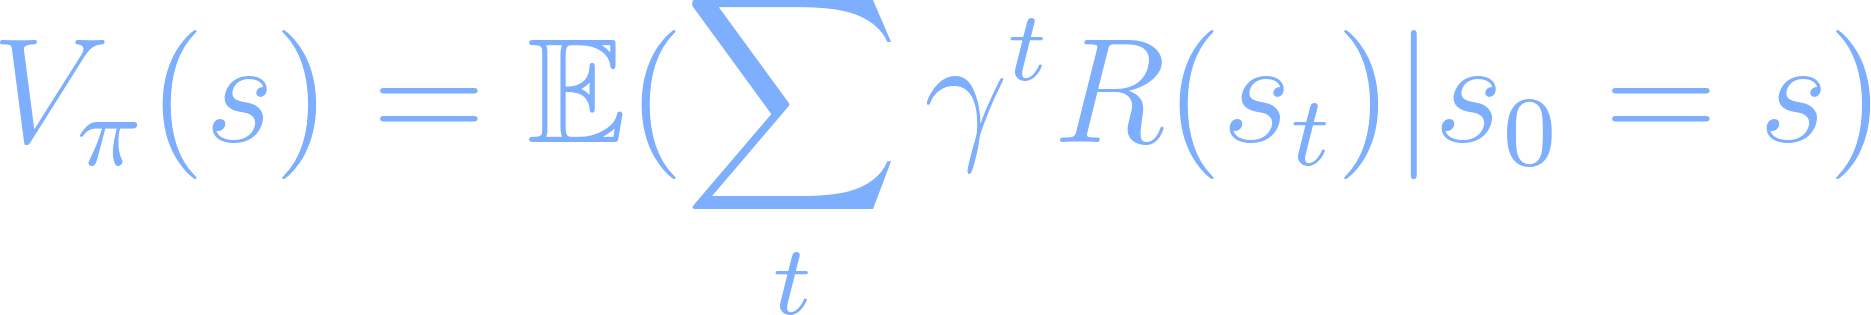 V_π(s) = 𝔼(∑_t γ^t R(s_t)|s_0 = s)